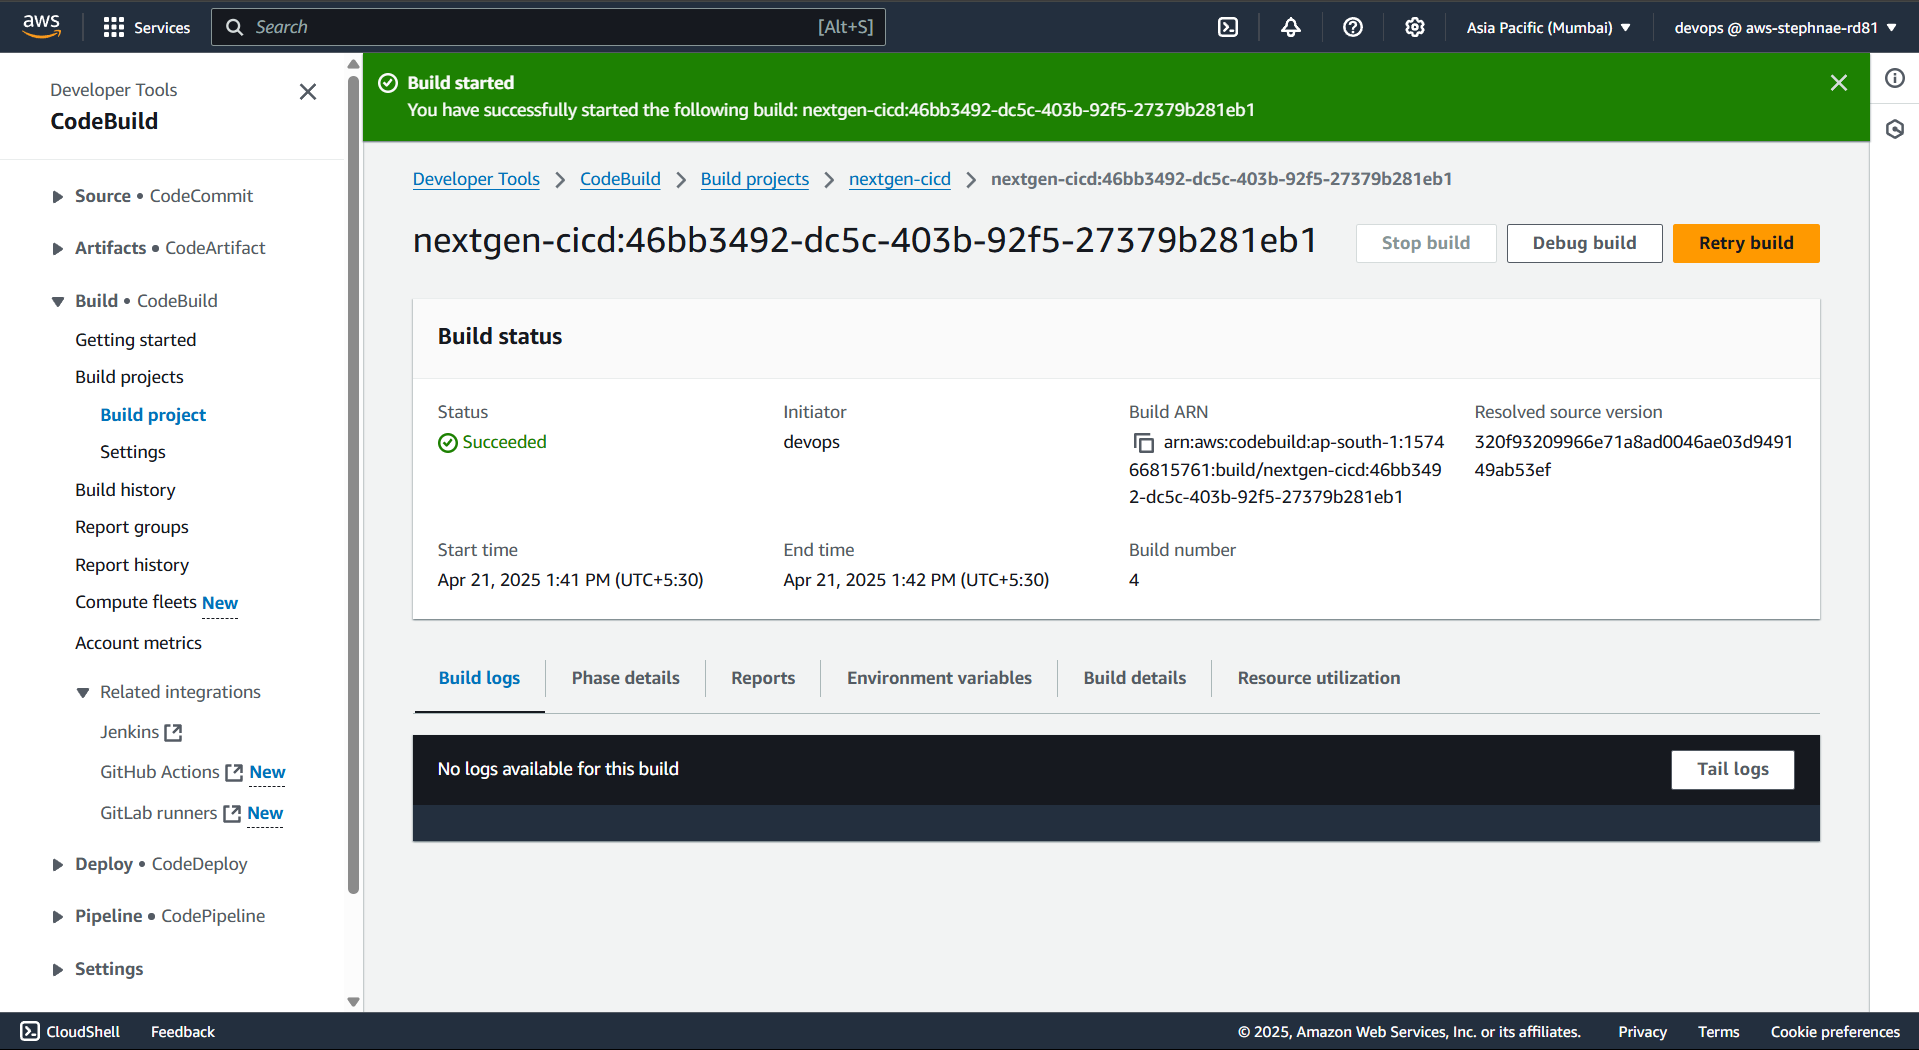 aws
Services
Search
[Alt+S]
Asia Pacific (Mumbai)
devops @ aws-stephnae-rd81
Developer Tools
CodeBuild
Source • CodeCommit
Artifacts • CodeArtifact
Build • CodeBuild
Getting started
Build projects
Build project
Settings
Build history
Report groups
Report history
Compute fleets New
Account metrics
Related integrations
Jenkins
GitHub Actions New
GitLab runners New
Deploy • CodeDeploy
Pipeline • CodePipeline
Settings
Build started
You have successfully started the following build: nextgen-cicd:46bb3492-dc5c-403b-92f5-27379b281eb1
Developer Tools
CodeBuild
Build projects
nextgen-cicd
nextgen-cicd:46bb3492-dc5c-403b-92f5-27379b281eb1
nextgen-cicd:46bb3492-dc5c-403b-92f5-27379b281eb1
Stop build
Debug build
Retry build
Build status
Status
Succeeded
Initiator
devops
Build ARN
arn:aws:codebuild:ap-south-1:1574
66815761:build/nextgen-cicd:46bb349
2-dc5c-403b-92f5-27379b281eb1
Resolved source version
320f93209966e71a8ad0046ae03d9491
49ab53ef
Start time
Apr 21, 2025 1:41 PM (UTC+5:30)
End time
Apr 21, 2025 1:42 PM (UTC+5:30)
Build number
4
Build logs
Phase details
Reports
Environment variables
Build details
Resource utilization
No logs available for this build
Tail logs
CloudShell
Feedback
© 2025, Amazon Web Services, Inc. or its affiliates.
Privacy
Terms
Cookie preferences